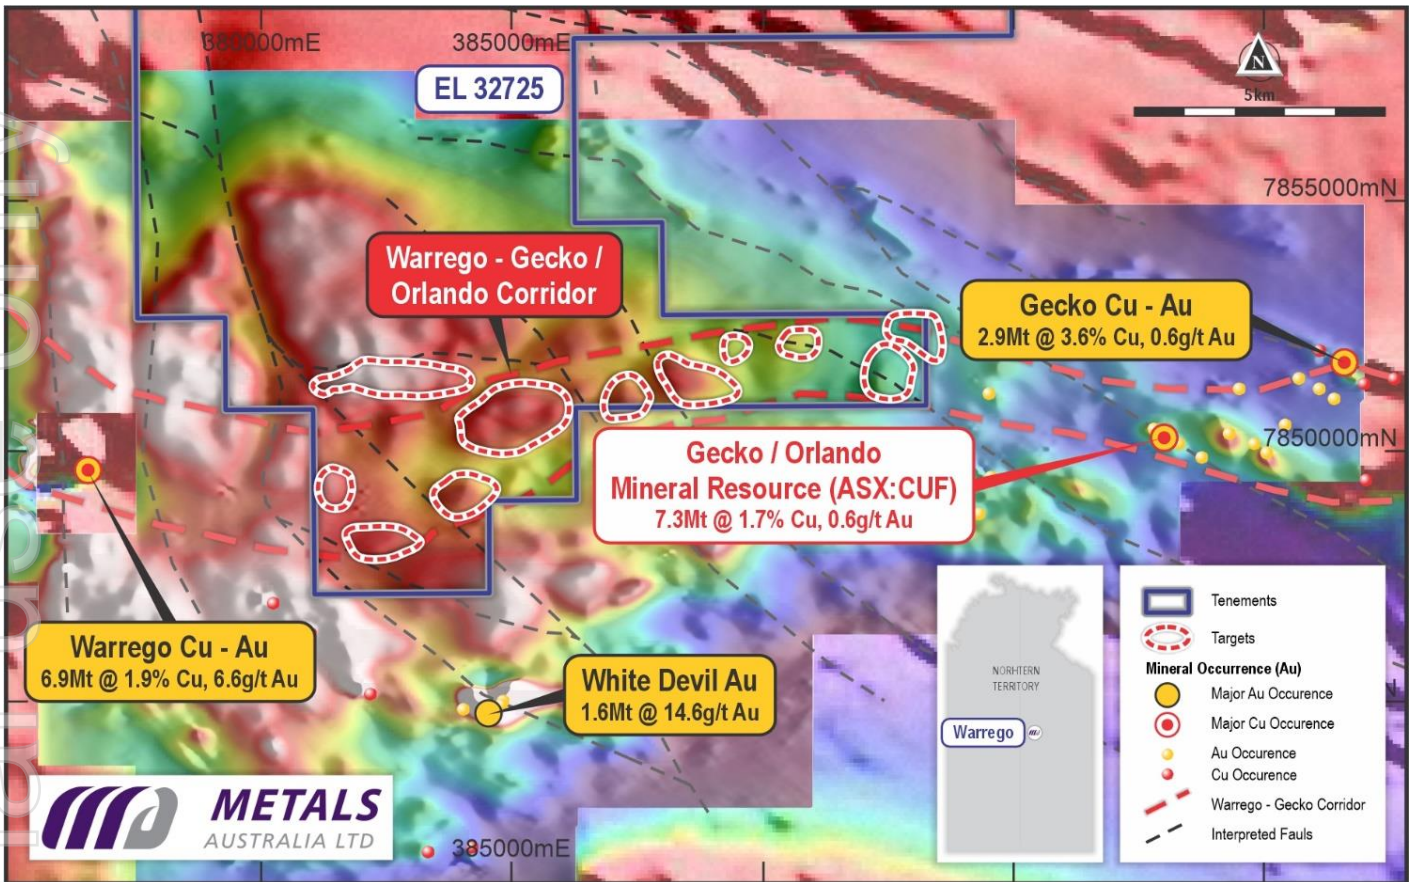 380000mE
385000mE
EL 32725
N
5km
7855000mN
Warrego - Gecko /
Orlando Corridor
Gecko Cu - Au
2.9Mt @ 3.6% Cu, 0.6g/t Au
7850000mN
Gecko / Orlando
Mineral Resource (ASX:CUF)
7.3Mt @ 1.7% Cu, 0.6g/t Au
Warrego Cu - Au
6.9Mt @ 1.9% Cu, 6.6g/t Au
White Devil Au
1.6Mt @ 14.6g/t Au
NORHTERN
TERRITORY
Warrego
Tenements
Targets
Mineral Occurrence (Au)
Major Au Occurence
Major Cu Occurence
Au Occurence
Cu Occurence
Warrego - Gecko Corridor
Interpreted Fauls
METALS
AUSTRALIA LTD
385000mE